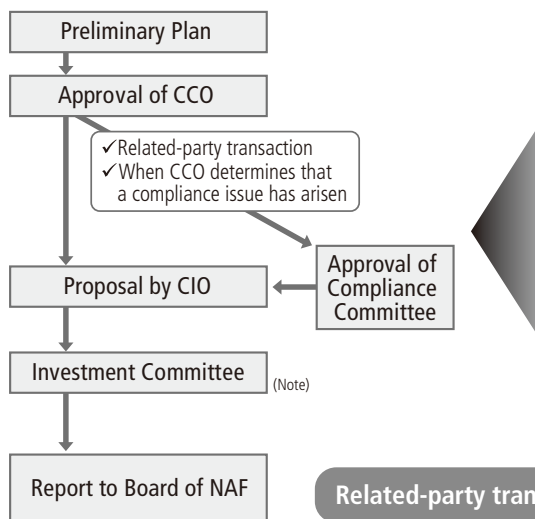 Preliminary Plan
Approval of CCO
✓Related-party transaction
✓When CCO determines that
a compliance issue has arisen
Approval of
Compliance
Committee
Proposal by CIO
Investment Committee
(Note)
Report to Board of NAF
Related-party tran